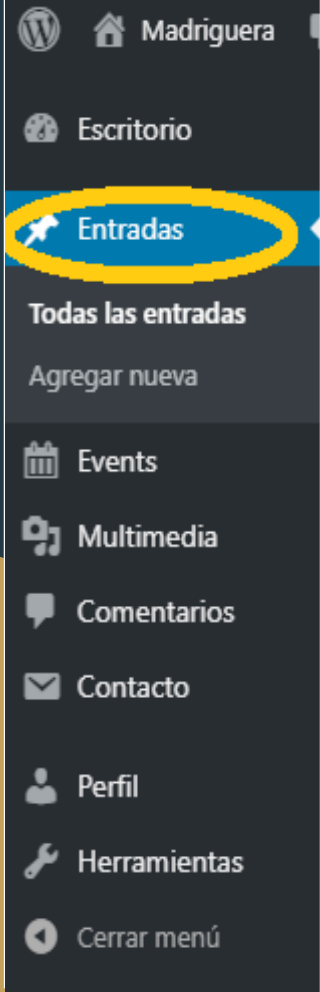 Madriguera
Escritorio
Entradas
Todas las entradas
Agregar nueva
Events
Multimedia
Comentarios
Contacto
Perfil
Herramientas
Cerrar menú